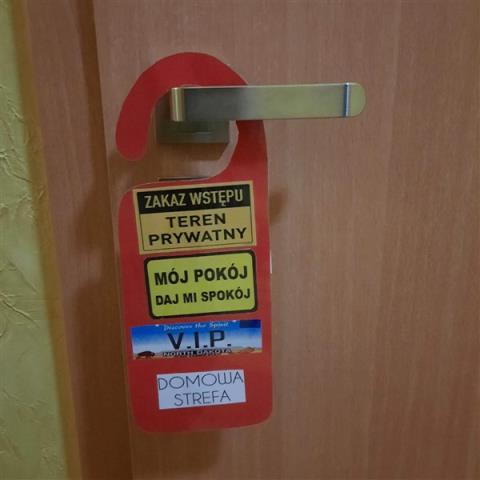 ZAKAZ WSTĘPU
TEREN
PRYWATNY
MÓJ POKÓJ
DAJ MI SPOKÓJ
Discover the Spirit
V.I.P.
NORTH DAKOTA
DOMOWA
STREFA